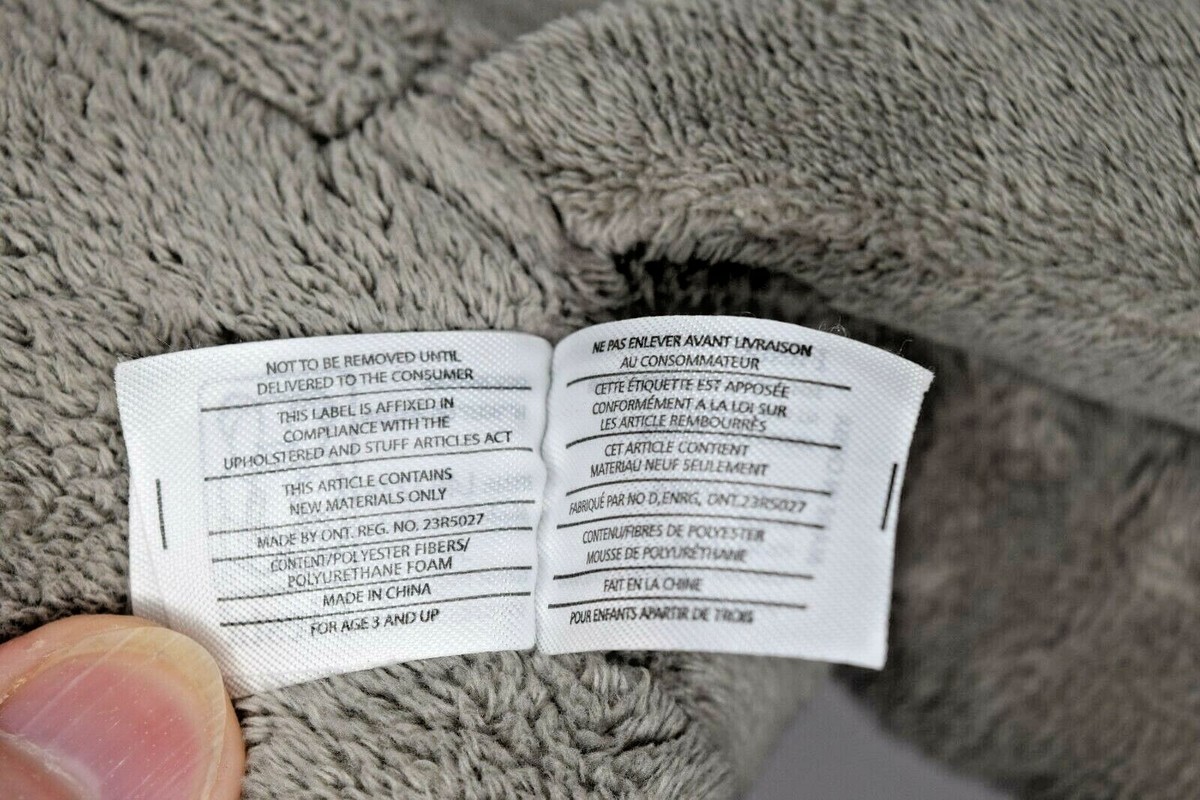 NOT TO BE REMOVED UNTIL
DELIVERED TO THE CONSUMER
THIS LABEL IS AFFIXED IN
COMPLIANCE WITH THE
UPHOLSTERED AND STUFF ARTICLES ACT
THIS ARTICLE CONTAINS
NEW MATERIALS ONLY
MADE BY ONT. REG. NO. 23R5027
CONTENT/POLYESTER FIBERS/
POLYURETHANE FOAM
MADE IN CHINA
FOR AGE 3 AND UP
NE PAS ENLEVER AVANT LIVRAISON
AU CONSOMMATEUR
CETTE ÉTIQUETTE EST APPOSÉE
CONFORMÉMENT A LA LOI SUR
LES ARTICLE REMBOURRÈS
CET ARTICLE CONTIENT
MATERIAU NEUF SEULEMENT
FABRIQUÉ PAR NO D,ENRG, ONT.23R5027
CONTENU/FIBRES DE POLYESTER
MOUSSE DE POLYURÉTHANE
FAIT EN LA CHINE
POUR ENFANTS APARTIR DE TROIS